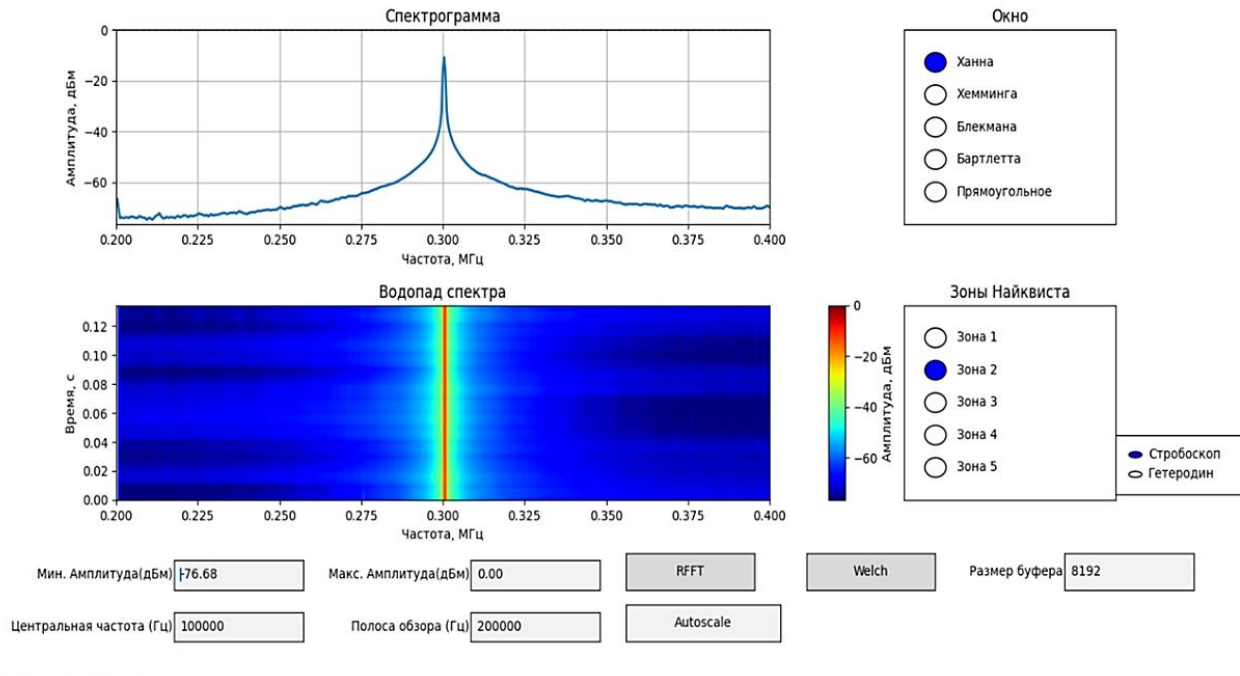 Спектрограмма
Амплитуда, дБм
0
−20
−40
−60
0.200 0.225 0.250 0.275 0.300 0.325 0.350 0.375 0.400
Частота, МГц
Окно
Ханна
Хемминга
Блекмана
Бартлетта
Прямоугольное
Водопад спектра
Время, с
0.12
0.10
0.08
0.06
0.04
0.02
0.00
0.200 0.225 0.250 0.275 0.300 0.325 0.350 0.375 0.400
Частота, МГц
0
−20
−40
−60
Амплитуда, дБм
Зоны Найквиста
Зона 1
Зона 2
Зона 3
Зона 4
Зона 5
Стробоскоп
Гетеродин
Мин. Амплитуда(дБм) -76.68
Макс. Амплитуда(дБм) 0.00
RFFT
Welch
Размер буфера 8192
Центральная частота (Гц) 100000
Полоса обзора (Гц) 200000
Autoscale